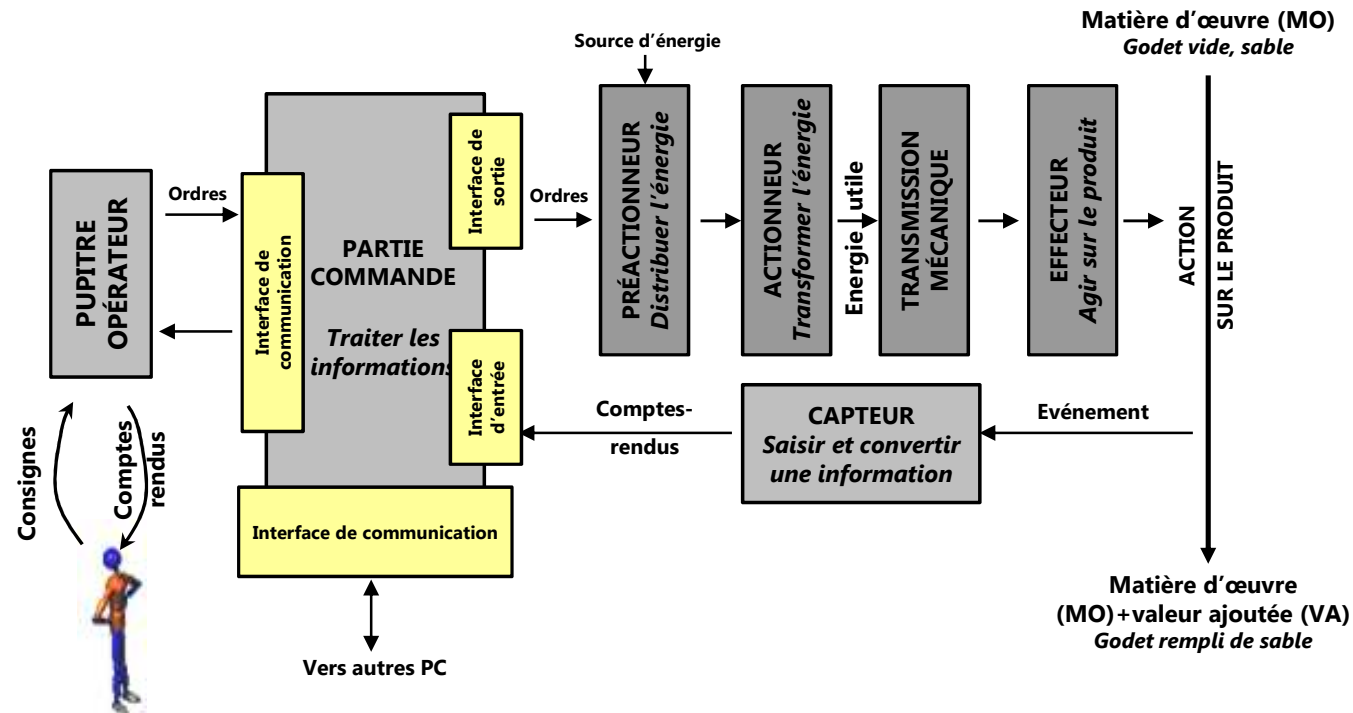 Matière d’œuvre (MO)
Godet vide, sable
Source d’énergie
PUPITRE
OPÉRATEUR
Ordres
Interface de
communication
PARTIE
COMMANDE
Traiter les
informations
Interface de
sortie
Ordres
PRÉACTIONNEUR
Distribuer l’énergie
ACTIONNEUR
Transformer l’énergie
Energie utile
TRANSMISSION
MÉCANIQUE
EFFECTEUR
Agir sur le produit
ACTION
SUR LE PRODUIT
Interface
d’entrée
Comptes-
rendus
CAPTEUR
Saisir et convertir
une information
Evénement
Consignes
Comptes
rendus
Interface de communication
Vers autres PC
Matière d’œuvre
(MO)+valeur ajoutée (VA)
Godet rempli de sable